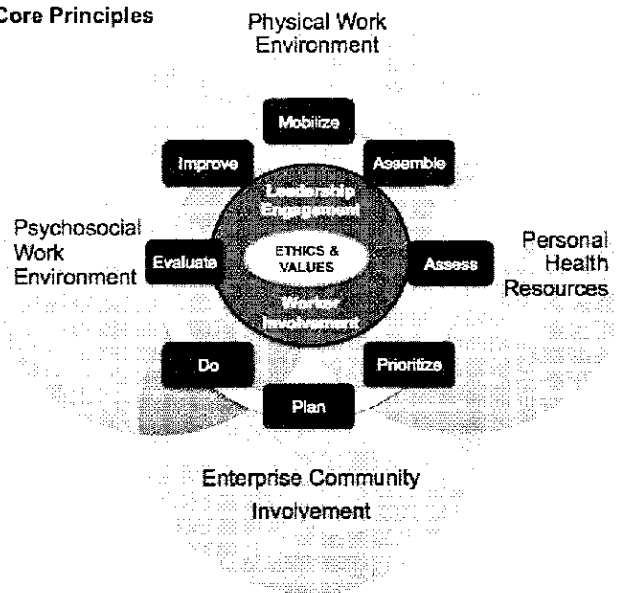 Core Principles
Physical Work
Environment
Mobilize
Improve
Assemble
Leadership
Engagement
Psychosocial
Work
Environment
Evaluate
ETHICS &
VALUES
Assess
Personal
Health
Resources
Worker
Involvement
Do
Prioritize
Plan
Enterprise Community
Involvement